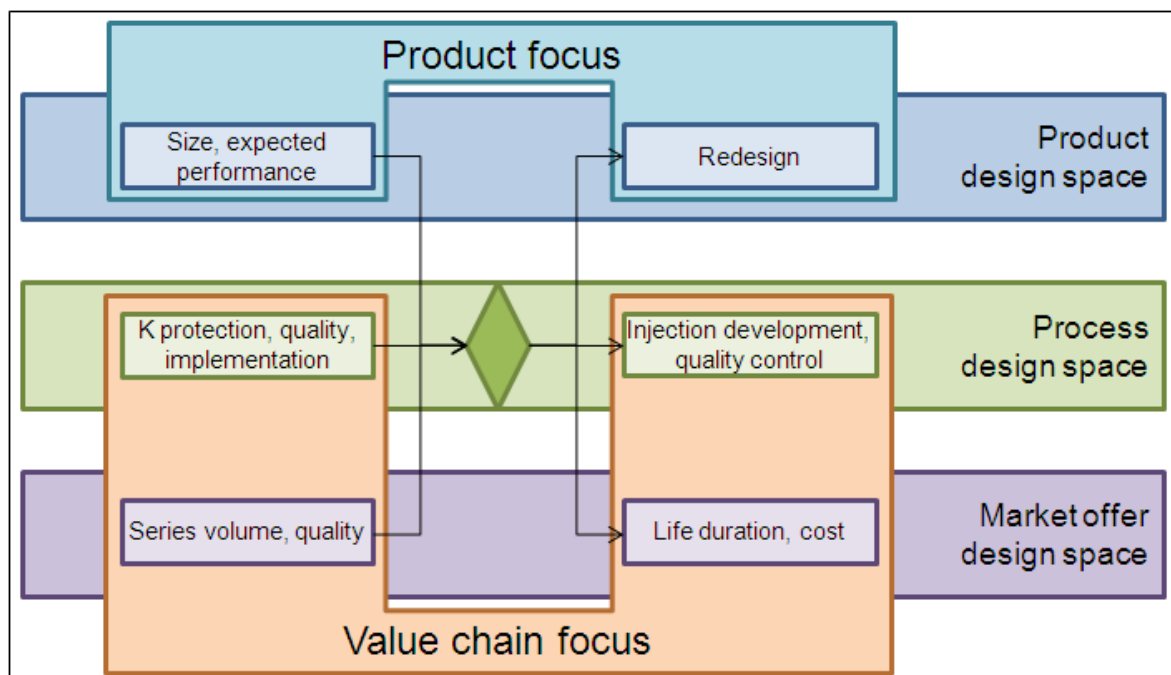 Product focus
Size, expected
performance
Redesign
Product
design space
K protection, quality,
implementation
Injection development,
quality control
Process
design space
Series volume, quality
Life duration, cost
Market offer
design space
Value chain focus